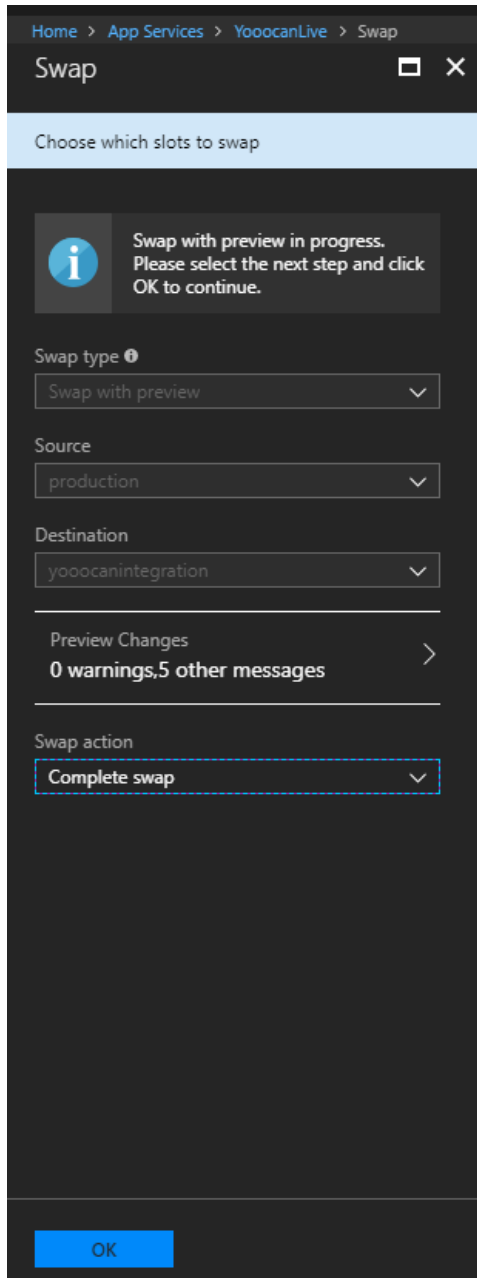 Home > App Services > YooocanLive > Swap
Swap
Choose which slots to swap
Swap with preview in progress.
Please select the next step and click
OK to continue.
Swap type
Swap with preview
Source
production
Destination
yooocanintegration
Preview Changes
0 warnings,5 other messages
Swap action
Complete swap
OK